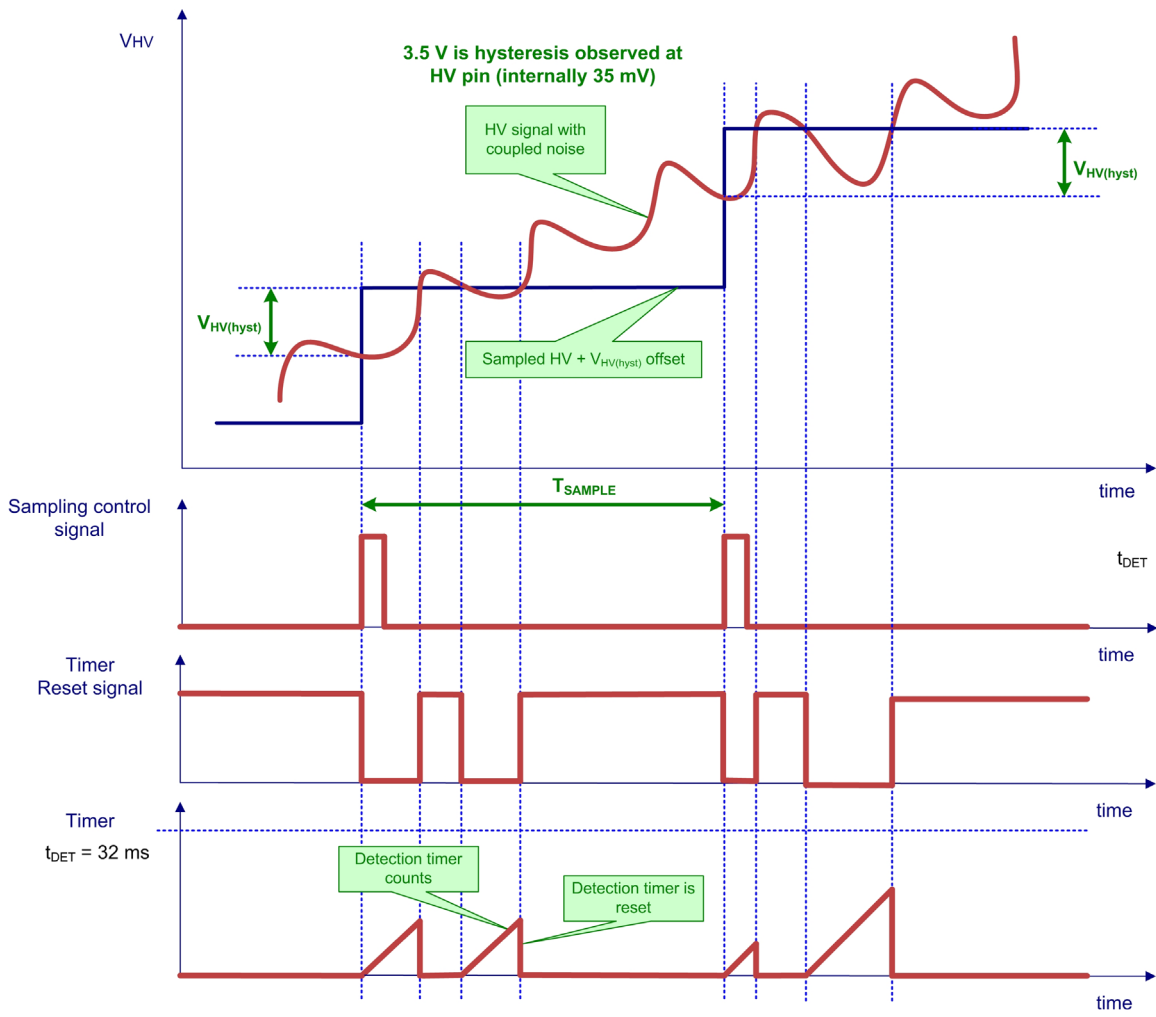 VHV
3.5 V is hysteresis observed at
HV pin (internally 35 mV)
HV signal with
coupled noise
VHV(hyst)
VHV(hyst)
Sampled HV + VHV(hyst) offset
time
TSAMPLE
Sampling control
signal
tDET
time
Timer
Reset signal
time
Timer
tDET = 32 ms
Detection timer
counts
Detection timer is
reset
time